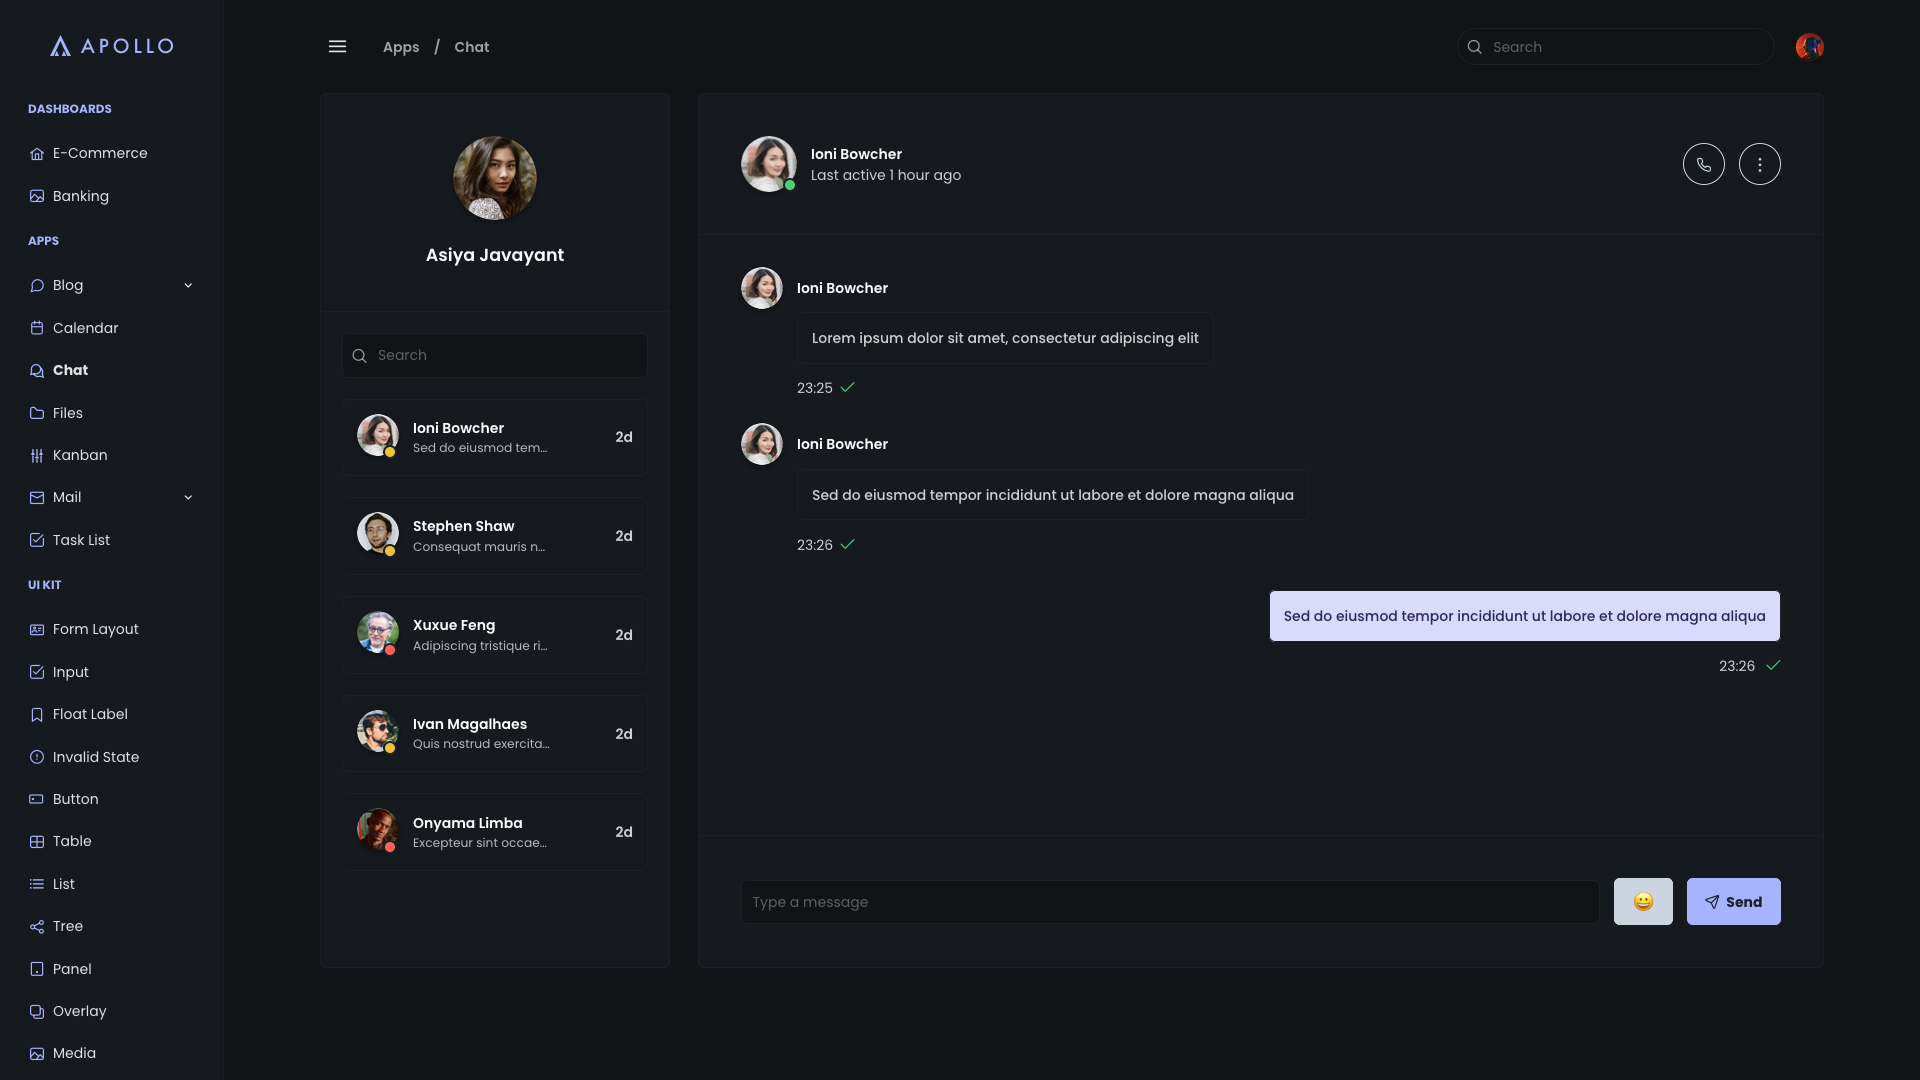 APOLLO
DASHBOARDS
E-Commerce
Banking
APPS
Blog
Calendar
Chat
Files
Kanban
Mail
Task List
UI KIT
Form Layout
Input
Float Label
Invalid State
Button
Table
List
Tree
Panel
Overlay
Media
Apps / Chat
Search
Asiya Javayant
Search
Ioni Bowcher
Sed do eiusmod tem...
2d
Stephen Shaw
Consequat mauris n...
2d
Xuxue Feng
Adipiscing tristique ri...
2d
Ivan Magalhaes
Quis nostrud exercita...
2d
Onyama Limba
Excepteur sint occae...
2d
Ioni Bowcher
Last active 1 hour ago
Ioni Bowcher
Lorem ipsum dolor sit amet, consectetur adipiscing elit
23:25
Ioni Bowcher
Sed do eiusmod tempor incididunt ut labore et dolore magna aliqua
23:26
Sed do eiusmod tempor incididunt ut labore et dolore magna aliqua
23:26
Type a message
😀
Send